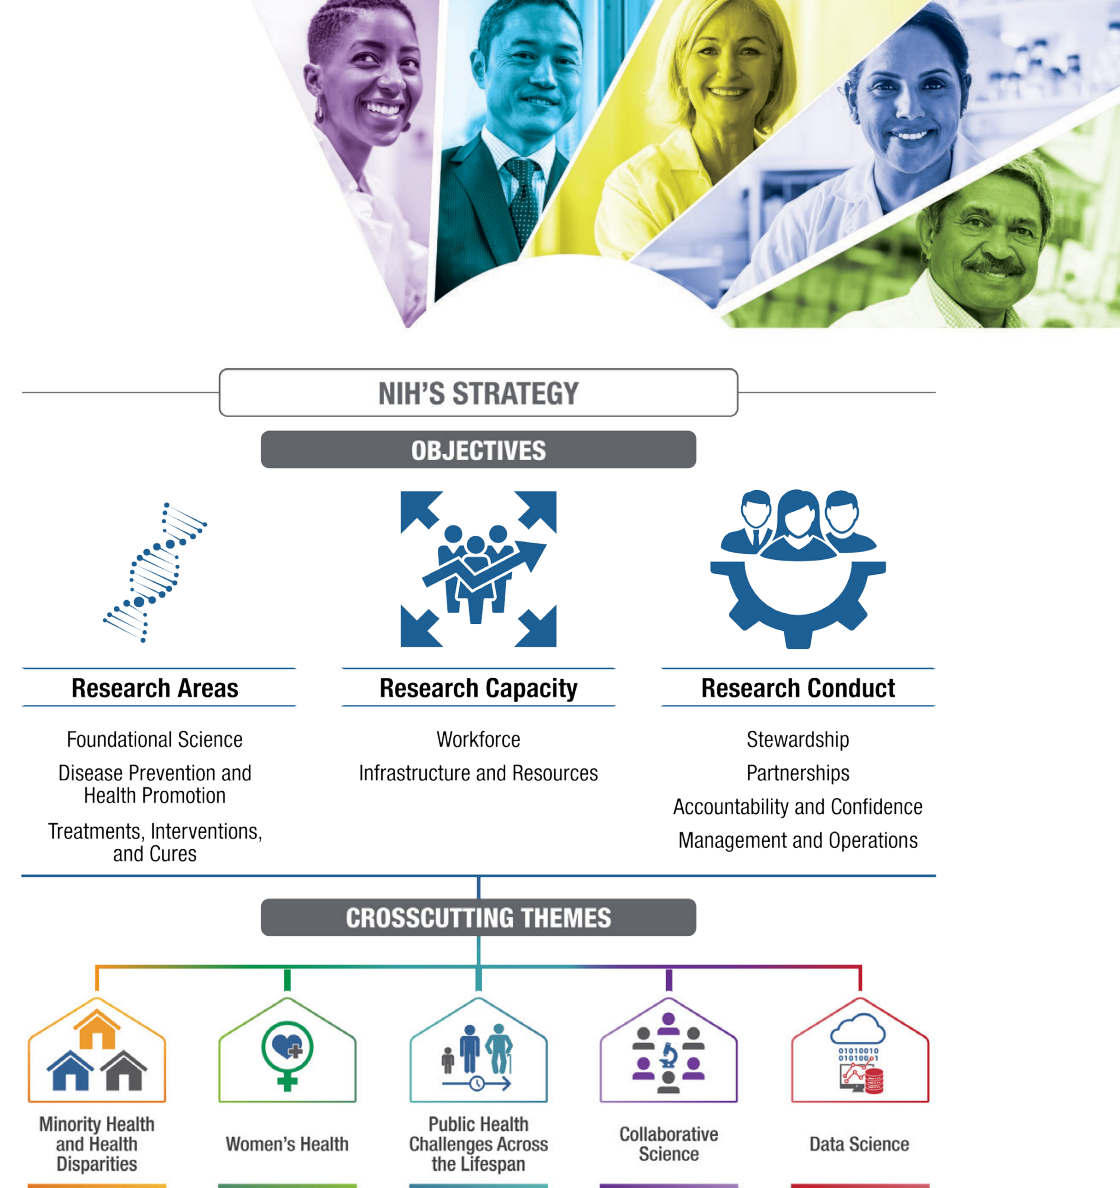 NIH'S STRATEGY
OBJECTIVES
Research Areas
Foundational Science
Disease Prevention and
Health Promotion
Treatments, Interventions,
and Cures
Research Capacity
Workforce
Infrastructure and Resources
Research Conduct
Stewardship
Partnerships
Accountability and Confidence
Management and Operations
CROSSCUTTING THEMES
Minority Health
and Health
Disparities
Women's Health
Public Health
Challenges Across
the Lifespan
Collaborative
Science
01010010
01010001
Data Science